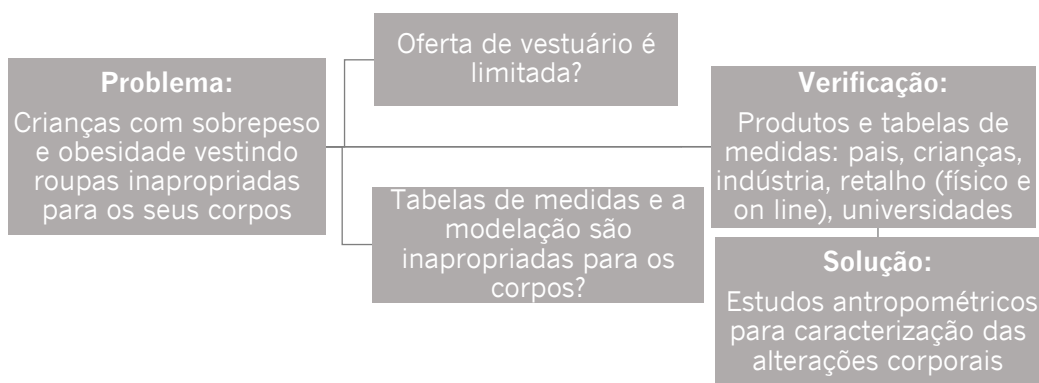 Problema:
Crianças com sobrepeso
e obesidade vestindo
roupas inapropriadas
para os seus corpos
Oferta de vestuário é
limitada?
Tabelas de medidas e a
modelação são
inapropriadas para os
corpos?
Verificação:
Produtos e tabelas de
medidas: pais, crianças,
indústria, retalho (físico e
on line), universidades
Solução:
Estudos antropométricos
para caracterização das
alterações corporais